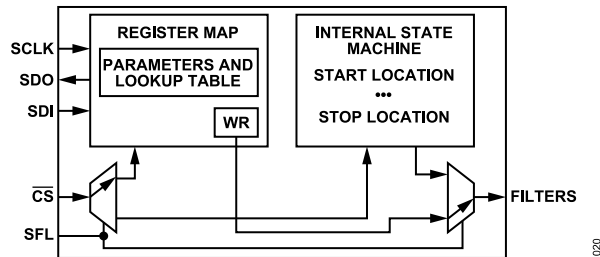 REGISTER MAP
PARAMETERS AND
LOOKUP TABLE
WR
INTERNAL STATE
MACHINE
START LOCATION
•••
STOP LOCATION
SCLK
SDO
SDI
CS
SFL
FILTERS
020